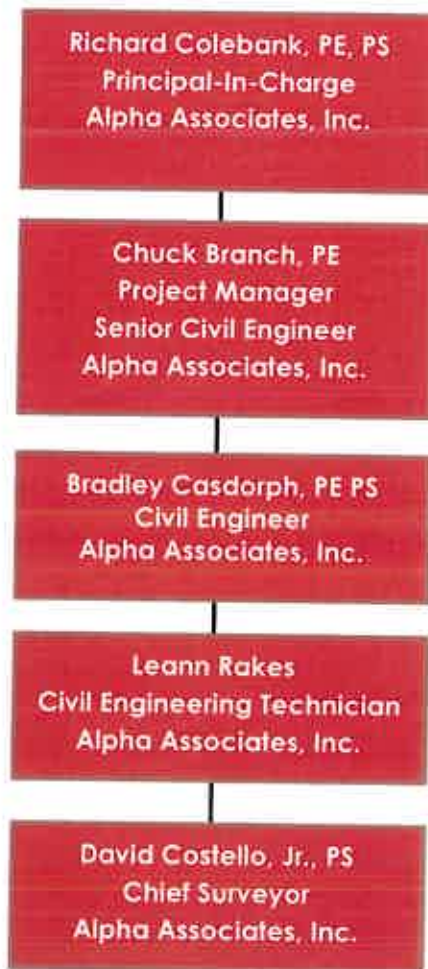 Richard Colebank, PE, PS
Principal-In-Charge
Alpha Associates, Inc.
Chuck Branch, PE
Project Manager
Senior Civil Engineer
Alpha Associates, Inc.
Bradley Casdorph, PE PS
Civil Engineer
Alpha Associates, Inc.
Leann Rakes
Civil Engineering Technician
Alpha Associates, Inc.
David Costello, Jr., PS
Chief Surveyor
Alpha Associates, Inc.